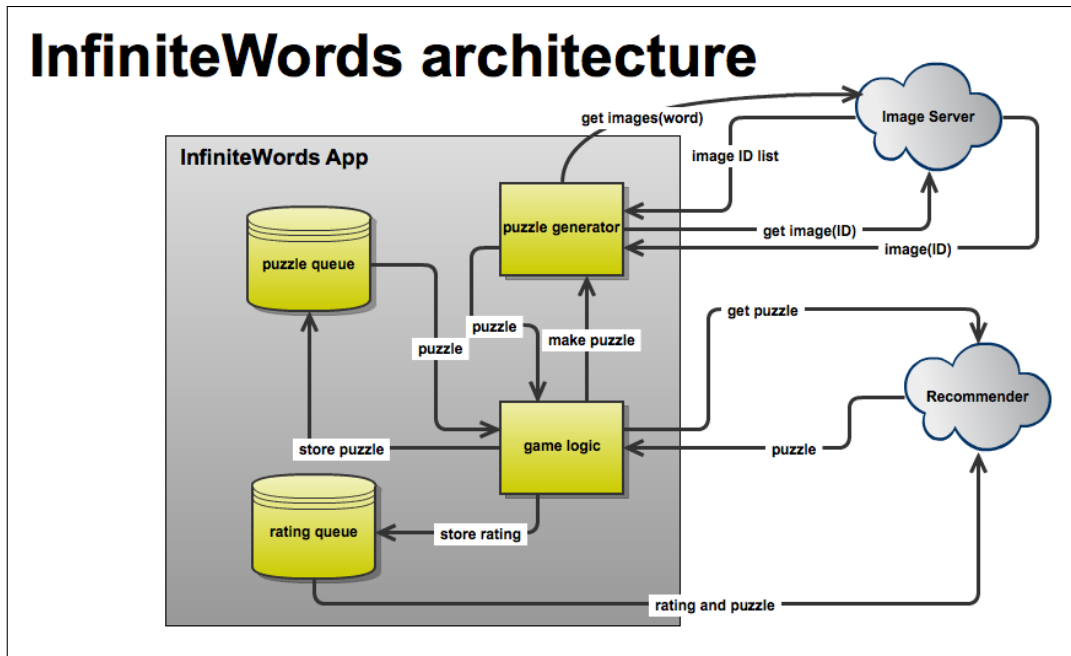 InfiniteWords architecture
get images(word)
Image Server
InfiniteWords App
image ID list
puzzle generator
get image(ID)
image(ID)
puzzle queue
get puzzle
puzzle
make puzzle
puzzle
Recommender
game logic
store puzzle
puzzle
rating queue
store rating
rating and puzzle